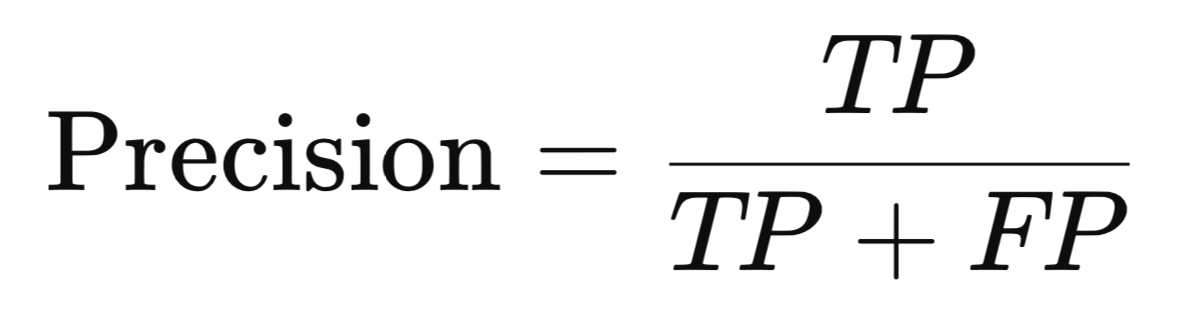 Precision = TP / TP + FP